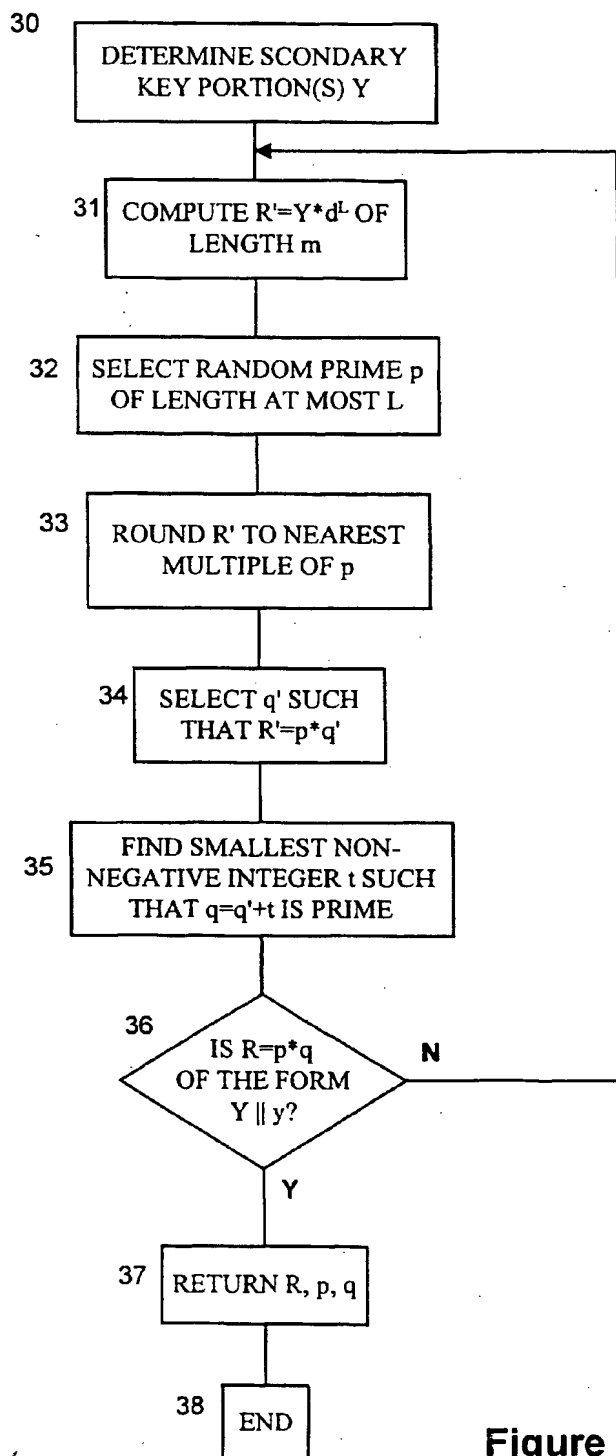 30
DETERMINE SCONDARY
KEY PORTION(S) Y
31
COMPUTE R'=Y*d^L OF
LENGTH m
32
SELECT RANDOM PRIME p
OF LENGTH AT MOST L
33
ROUND R' TO NEAREST
MULTIPLE OF p
34
SELECT q' SUCH
THAT R'=p*q'
35
FIND SMALLEST NON-
NEGATIVE INTEGER t SUCH
THAT q=q'+t IS PRIME
36
IS R=p*q
OF THE FORM
Y || y?
N
Y
37
RETURN R, p, q
38
END
Figure